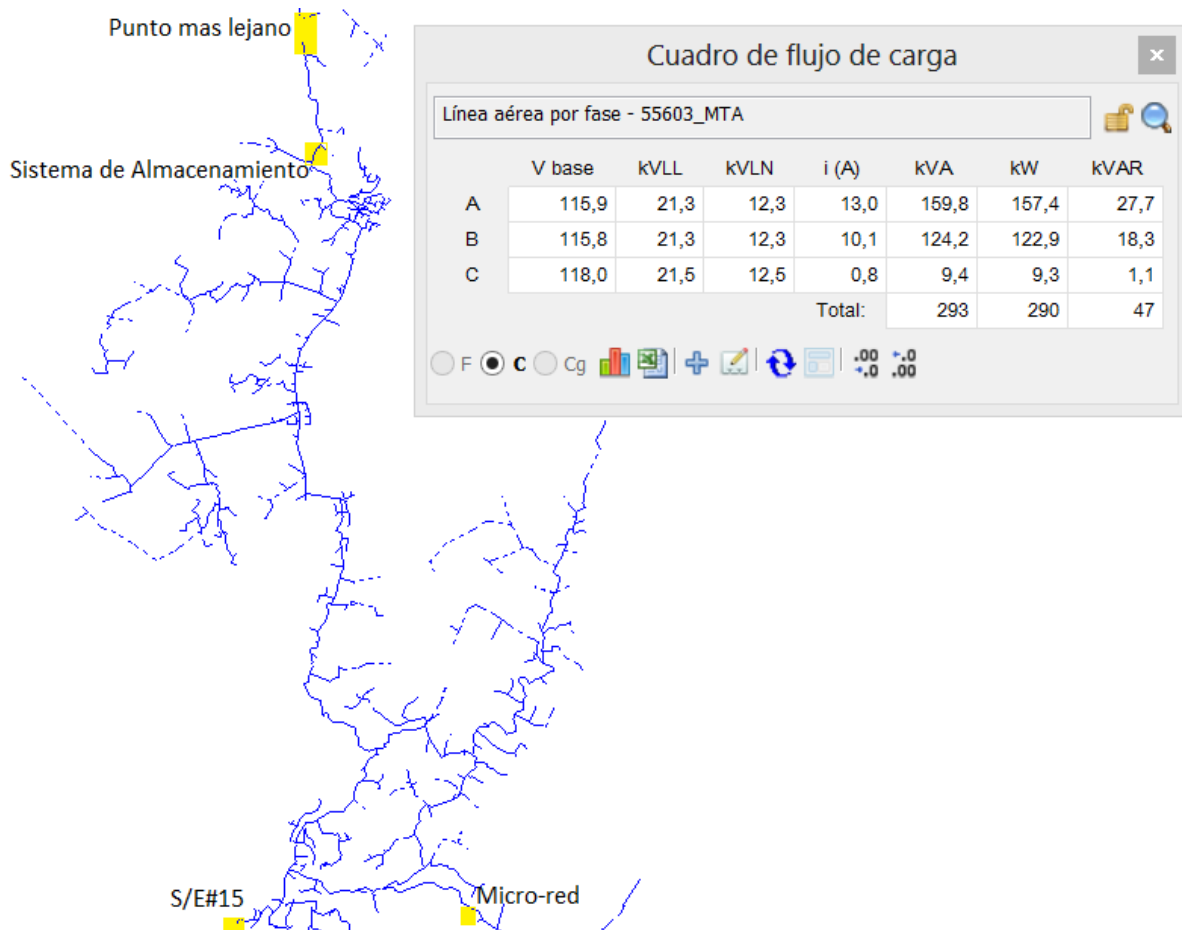 Punto mas lejano
Sistema de Almacenamiento
Cuadro de flujo de carga
×
Línea aérea por fase - 55603_MTA
V base kVLL kVLN i (A) kVA kW kVAR
A 115,9 21,3 12,3 13,0 159,8 157,4 27,7
B 115,8 21,3 12,3 10,1 124,2 122,9 18,3
C 118,0 21,5 12,5 0,8 9,4 9,3 1,1
Total: 293 290 47
F C Cg .00 .0 .0 .00
S/E#15
Micro-red